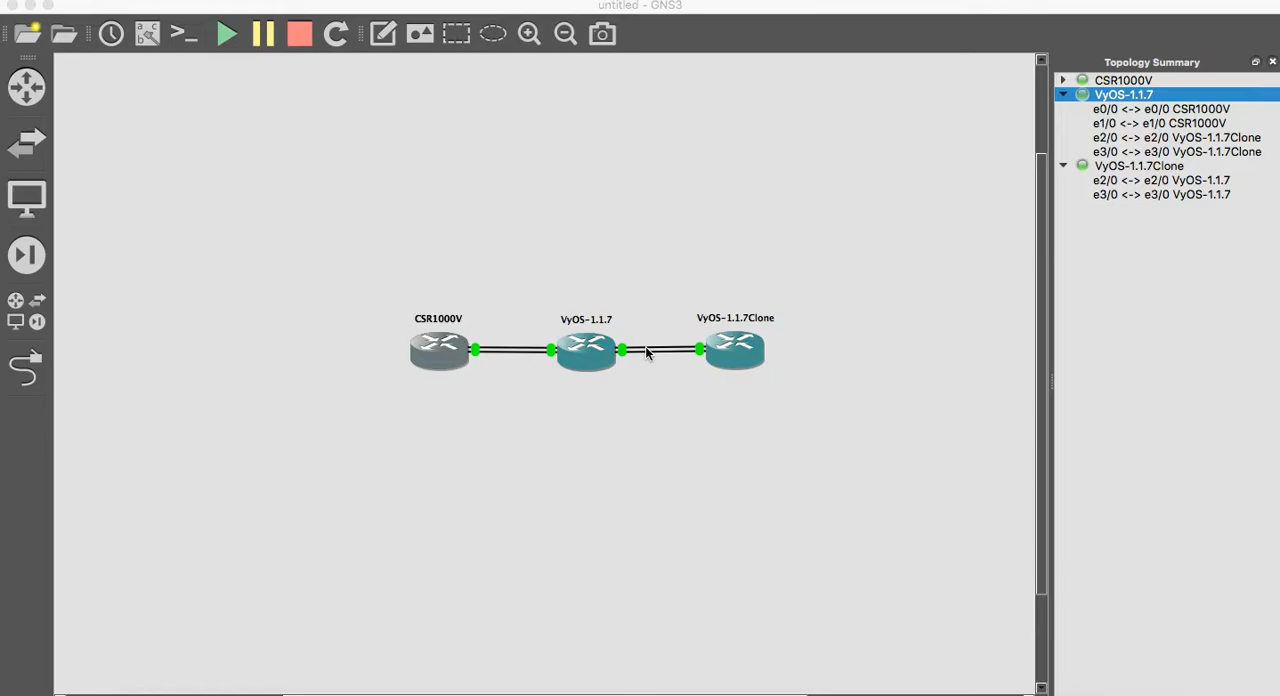 untitled - GNS3
Topology Summary
CSR1000V
VyOS-1.1.7
e0/0 <-> e0/0 CSR1000V
e1/0 <-> e1/0 CSR1000V
e2/0 <-> e2/0 VyOS-1.1.7Clone
e3/0 <-> e3/0 VyOS-1.1.7Clone
VyOS-1.1.7Clone
e2/0 <-> e2/0 VyOS-1.1.7
e3/0 <-> e3/0 VyOS-1.1.7
CSR1000V
VyOS-1.1.7
VyOS-1.1.7Clone